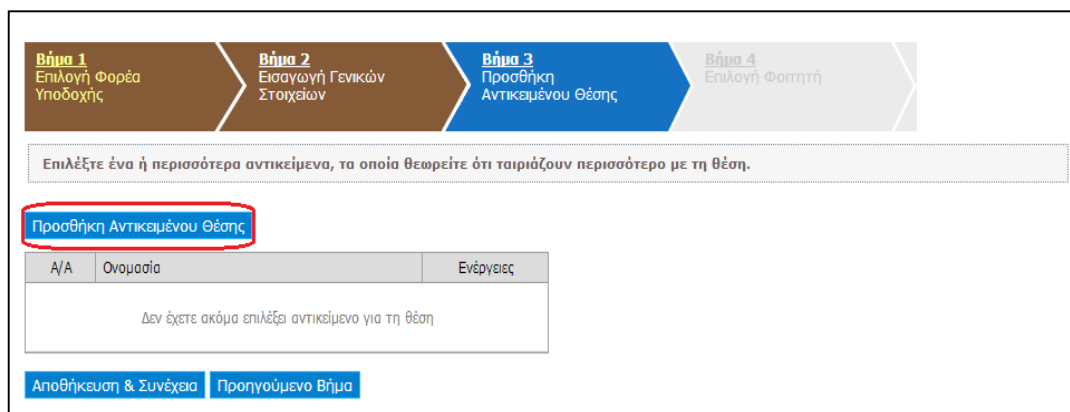 Βήμα 1
Επιλογή Φορέα
Υποδοχής
Βήμα 2
Εισαγωγή Γενικών
Στοιχείων
Βήμα 3
Προσθήκη
Αντικειμένου Θέσης
Βήμα 4
Επιλογή Φοιτητή
Επιλέξτε ένα ή περισσότερα αντικείμενα, τα οποία θεωρείτε ότι ταιριάζουν περισσότερο με τη θέση.
Προσθήκη Αντικειμένου Θέσης
Α/Α Ονομασία Ενέργειες
Δεν έχετε ακόμα επιλέξει αντικείμενο για τη θέση
Αποθήκευση & Συνέχεια Προηγούμενο Βήμα